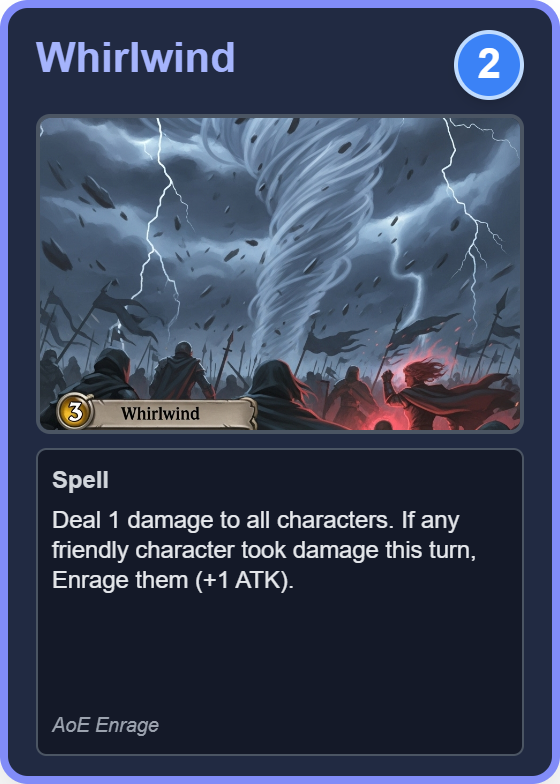 Whirlwind
2
3
Whirlwind
Spell
Deal 1 damage to all characters. If any
friendly character took damage this turn,
Enrage them (+1 ATK).
AoE Enrage